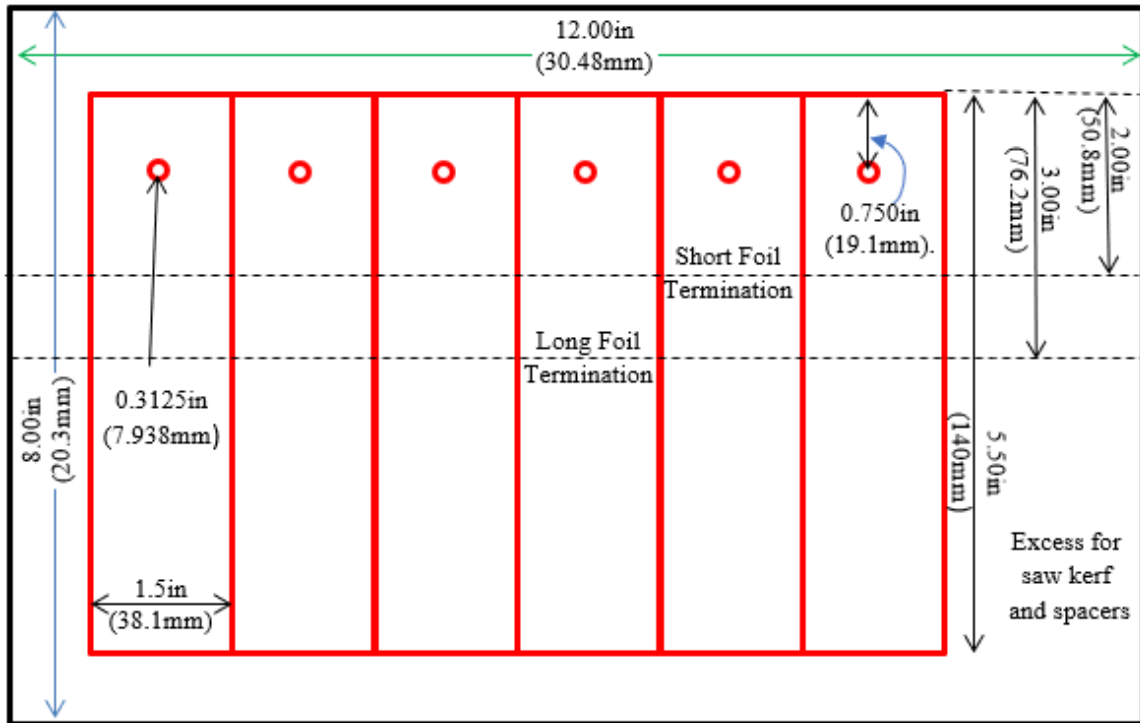 12.00in
(30.48mm)
2.00in
(50.8mm)
3.00in
(76.2mm)
0.750in
(19.1mm).
Short Foil
Termination
Long Foil
Termination
0.3125in
(7.938mm)
8.00in
(20.3mm)
5.50in
(140mm)
1.5in
(38.1mm)
Excess for
saw kerf
and spacers